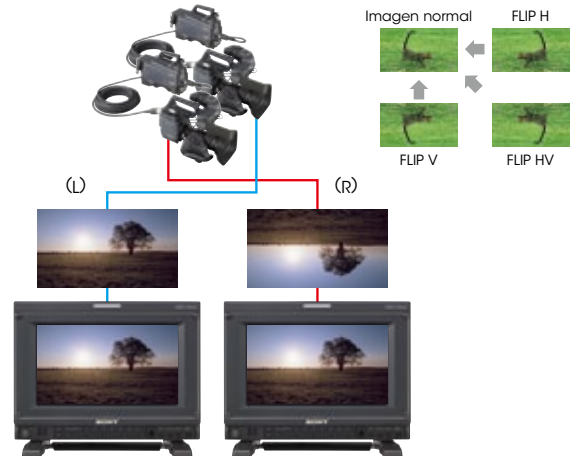 Imagen normal
FLIP H
FLIP V
FLIP HV
(L)
(R)
SONY
SONY